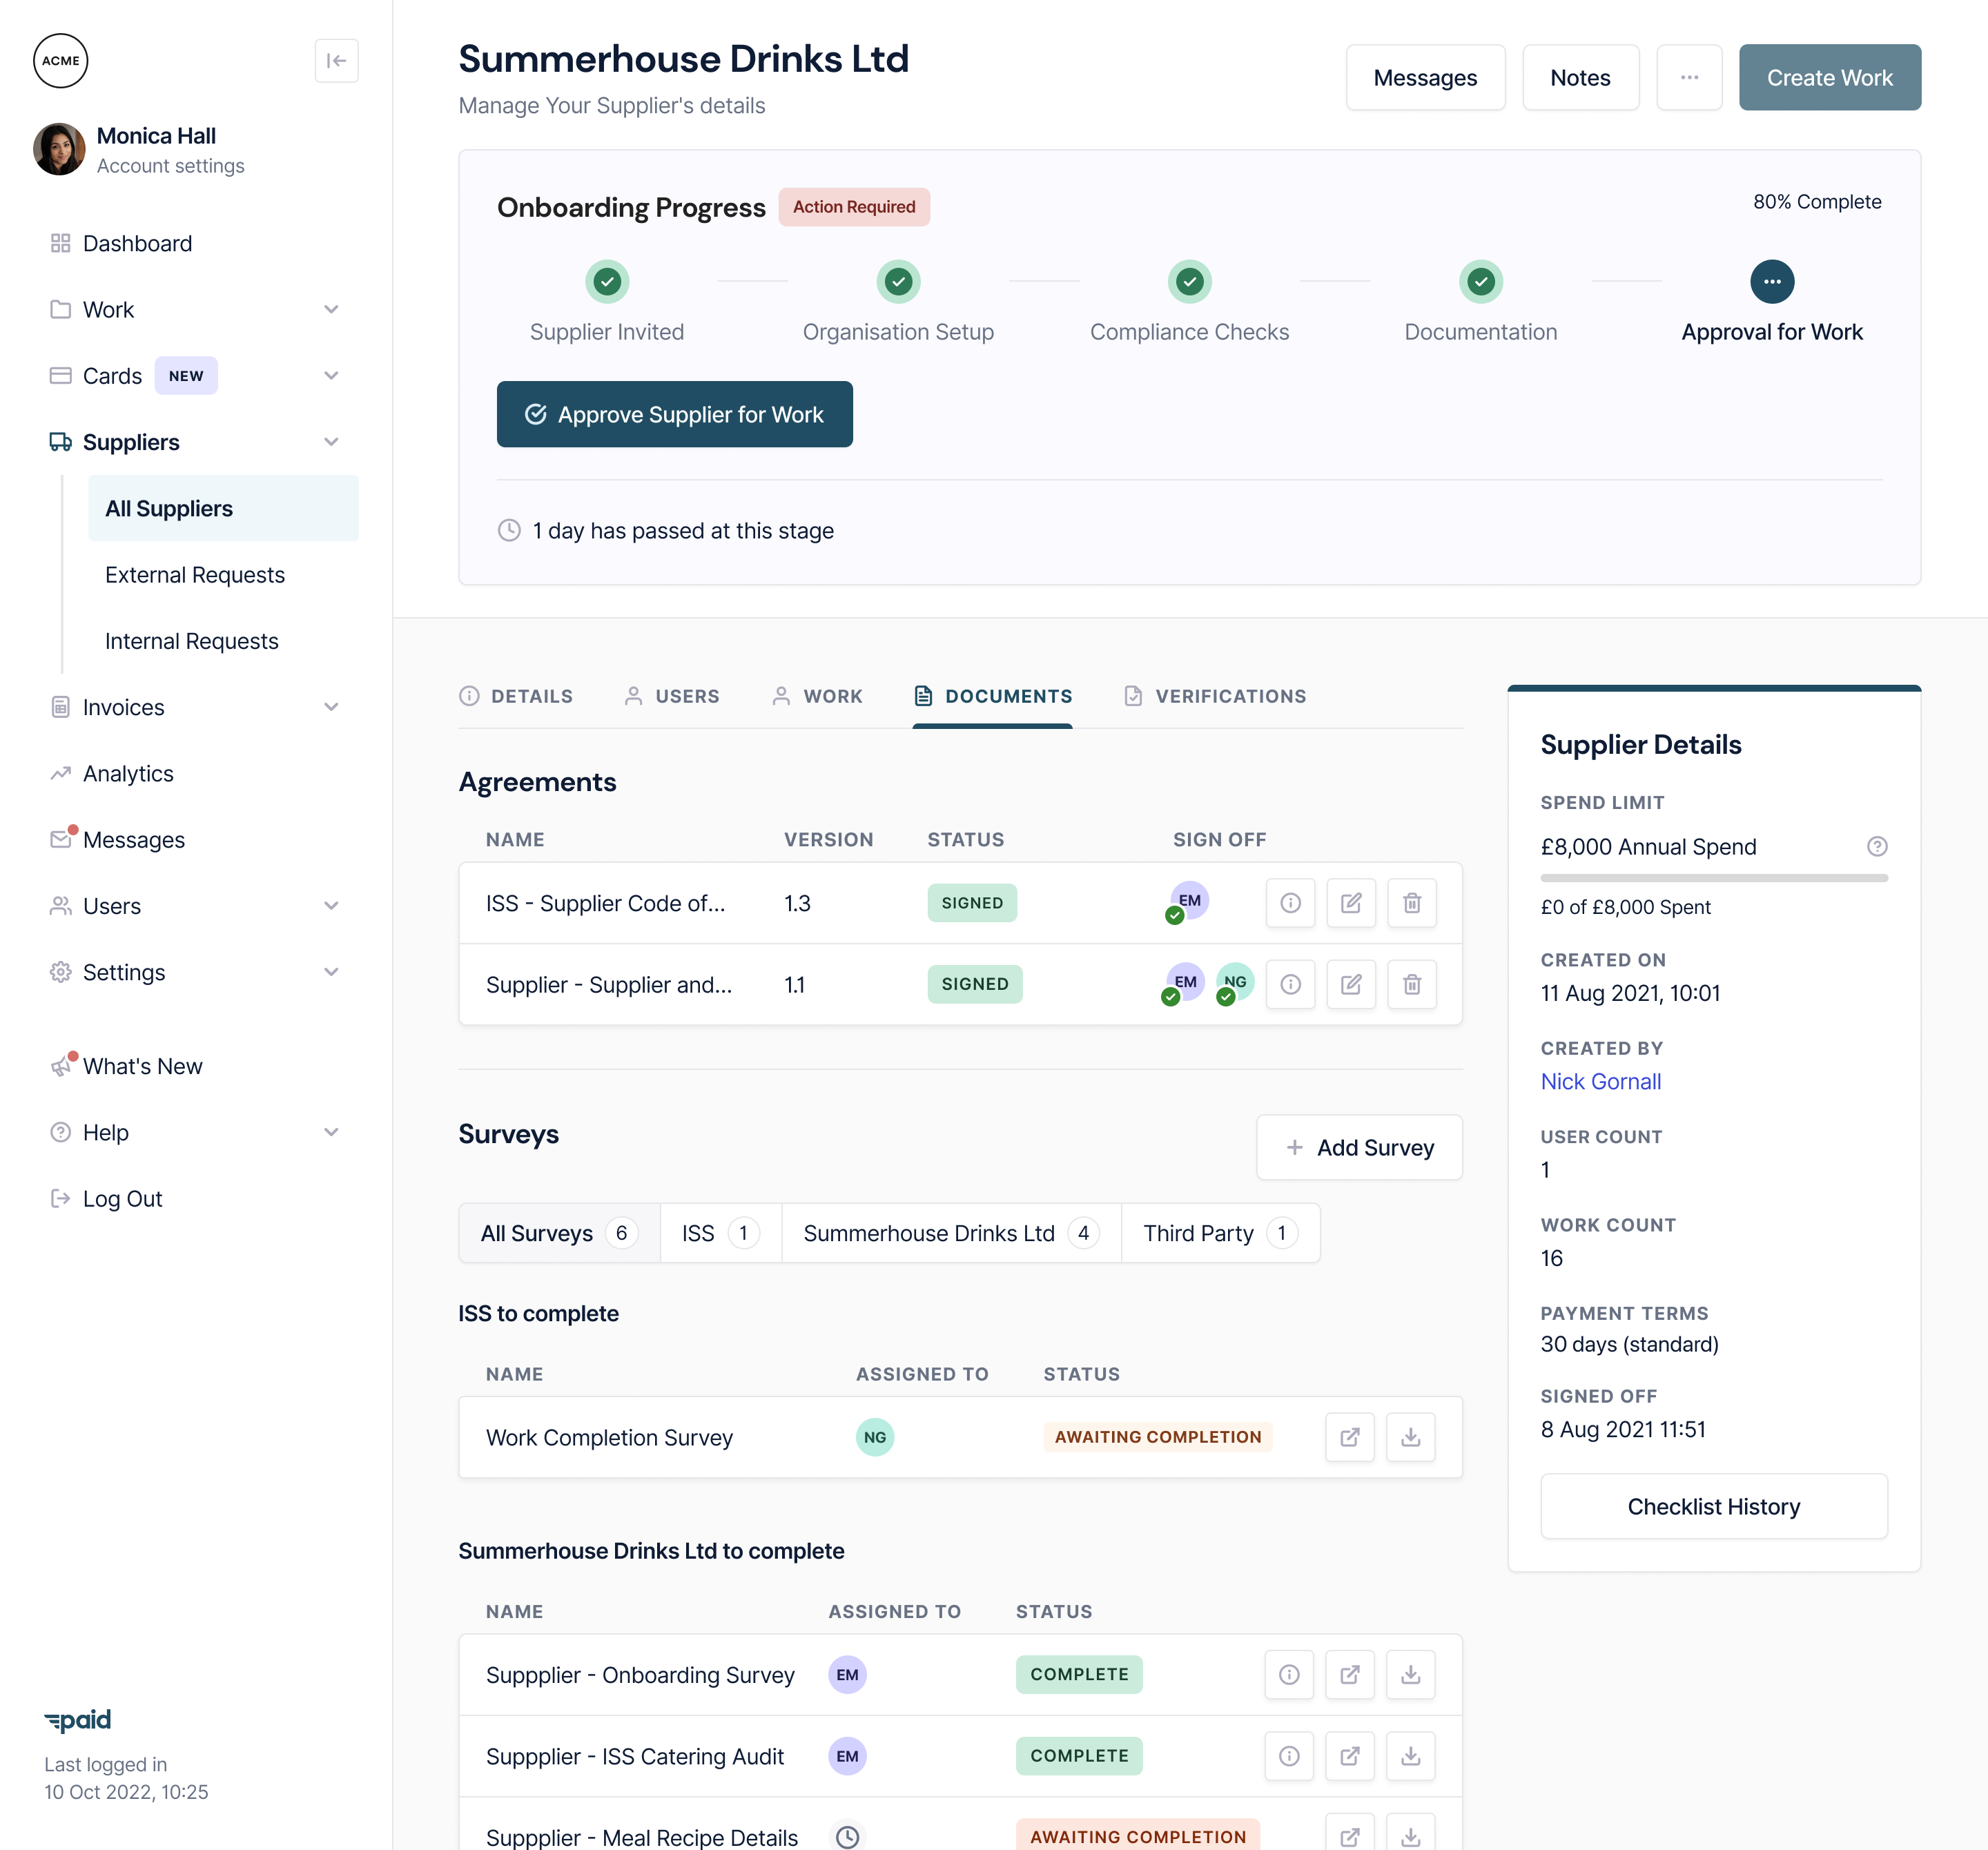 ACME
Monica Hall
Account settings
Dashboard
Work
Cards NEW
Suppliers
All Suppliers
External Requests
Internal Requests
Invoices
Analytics
Messages
Users
Settings
What's New
Help
Log Out
paid
Last logged in
10 Oct 2022, 10:25
Summerhouse Drinks Ltd
Manage Your Supplier's details
Messages Notes Create Work
Onboarding Progress Action Required 80% Complete
Supplier Invited Organisation Setup Compliance Checks Documentation Approval for Work
Approve Supplier for Work
1 day has passed at this stage
DETAILS USERS WORK DOCUMENTS VERIFICATIONS
Agreements
NAME VERSION STATUS SIGN OFF
ISS - Supplier Code of... 1.3 SIGNED EM
Supplier - Supplier and... 1.1 SIGNED EM NG
Surveys
Add Survey
All Surveys 6 ISS 1 Summerhouse Drinks Ltd 4 Third Party 1
ISS to complete
NAME ASSIGNED TO STATUS
Work Completion Survey NG AWAITING COMPLETION
Summerhouse Drinks Ltd to complete
NAME ASSIGNED TO STATUS
Suppplier - Onboarding Survey EM COMPLETE
Suppplier - ISS Catering Audit EM COMPLETE
Suppplier - Meal Recipe Details AWAITING COMPLETION
Supplier Details
SPEND LIMIT
£8,000 Annual Spend
£0 of £8,000 Spent
CREATED ON
11 Aug 2021, 10:01
CREATED BY
Nick Gornall
USER COUNT
1
WORK COUNT
16
PAYMENT TERMS
30 days (standard)
SIGNED OFF
8 Aug 2021 11:51
Checklist History